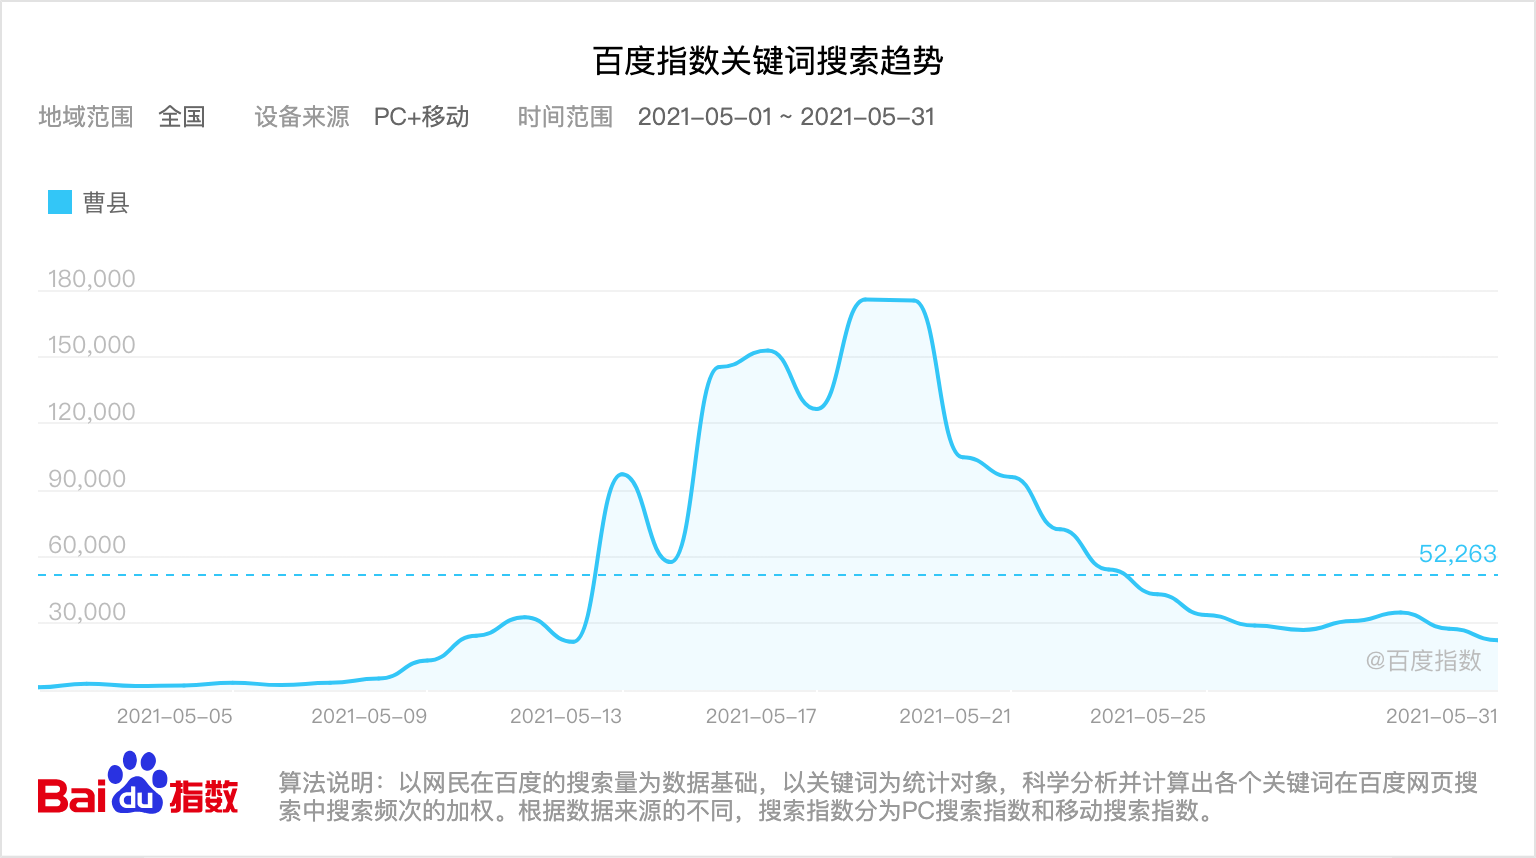 百度指数关键词搜索趋势
地域范围 全国 设备来源 PC+移动 时间范围 2021-05-01 ~ 2021-05-31
曹县
180,000
150,000
120,000
90,000
60,000
52,263
30,000
@百度指数
2021-05-05 2021-05-09 2021-05-13 2021-05-17 2021-05-21 2021-05-25 2021-05-31
Bai du 指数
算法说明：以网民在百度的搜索量为数据基础，以关键词为统计对象，科学分析并计算出各个关键词在百度网页搜
索中搜索频次的加权。根据数据来源的不同，搜索指数分为PC搜索指数和移动搜索指数。